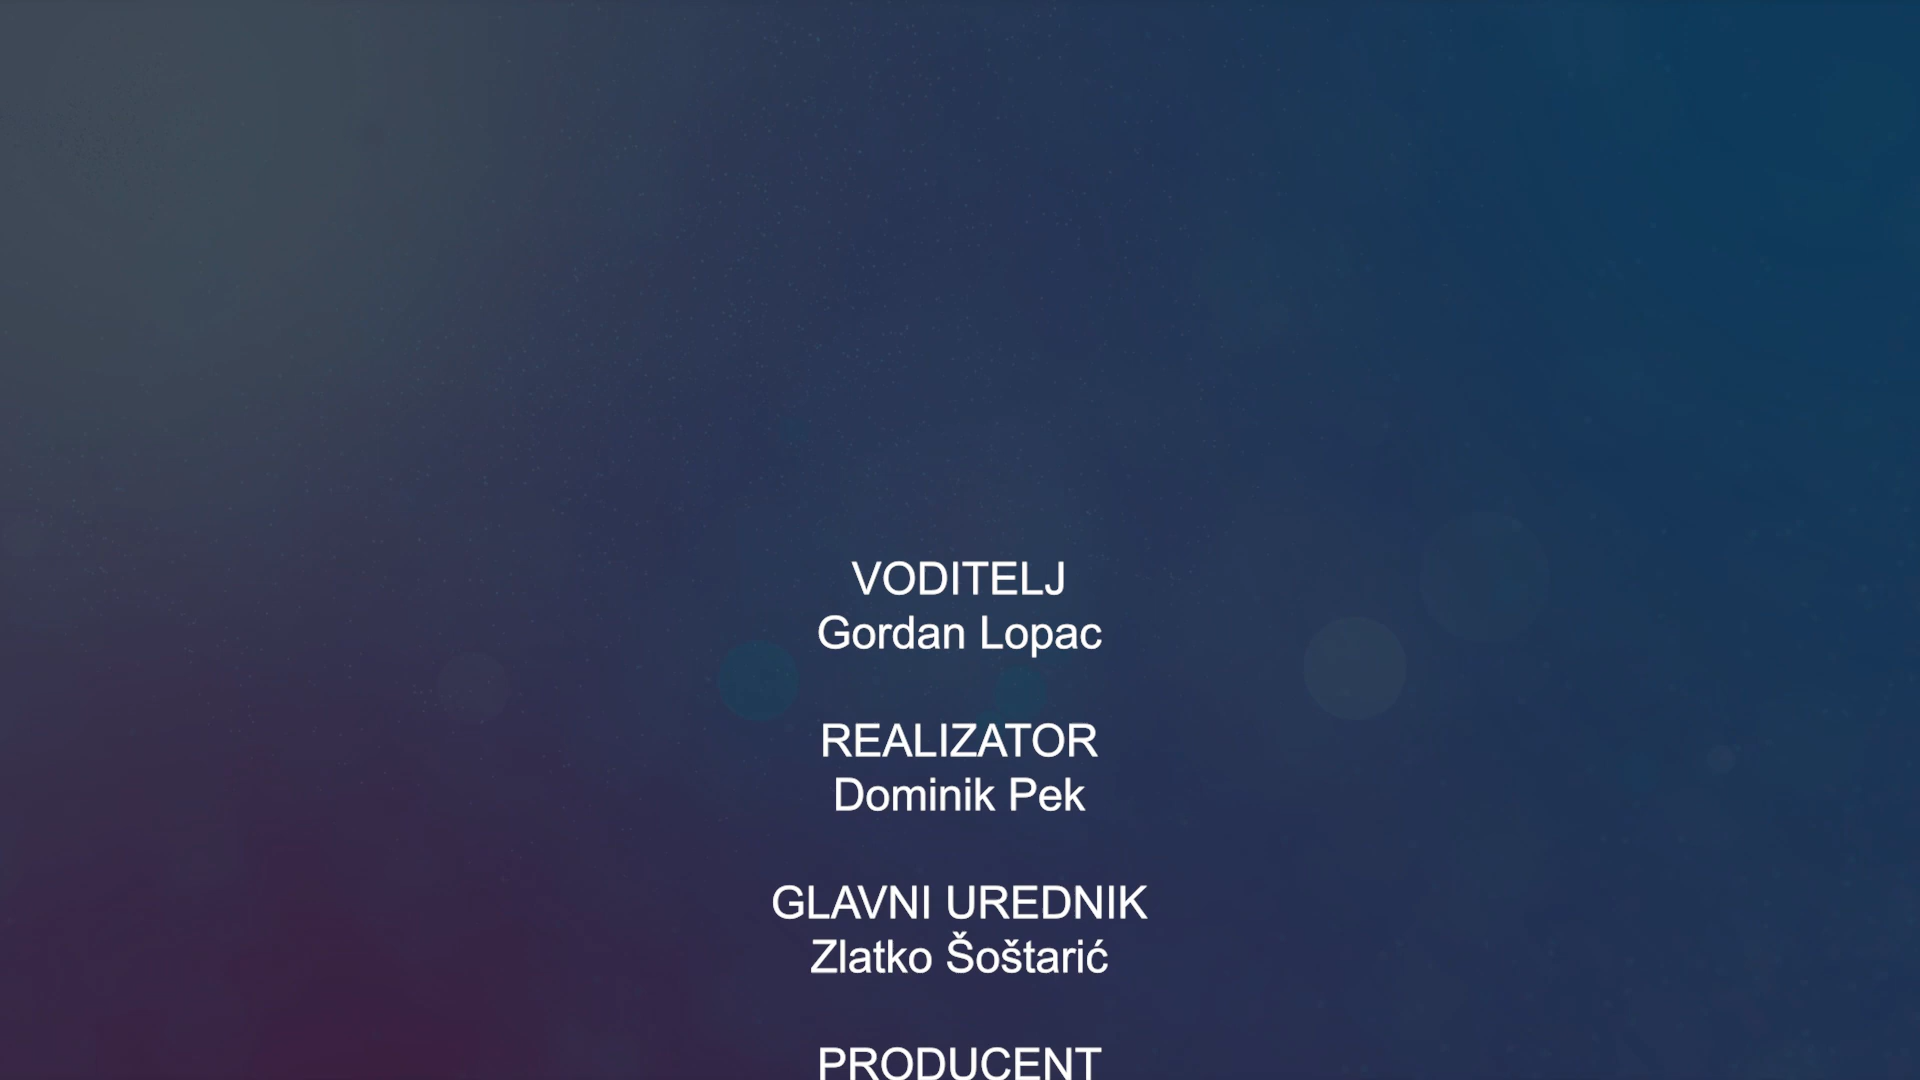 VODITELJ
Gordan Lopac
REALIZATOR
Dominik Pek
GLAVNI UREDNIK
Zlatko Šoštarić
PRODUCENT